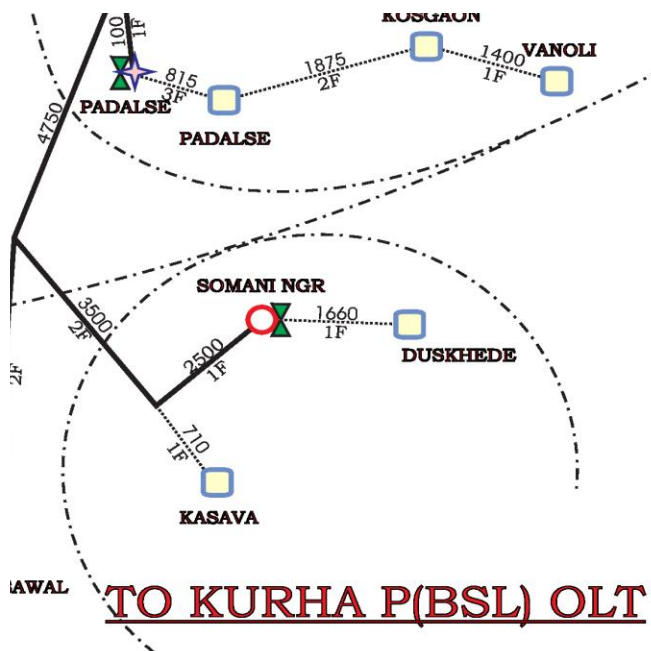 KOSGAON
100
1F
1875
2F
1400
1F
VANOLI
815
3F
PADALSE
PADALSE
4750
SOMANI NGR
3500
2F
1660
1F
2500
1F
DUSKHEDE
2F
710
1F
KASAVA
TO KURHA P(BSL) OLT